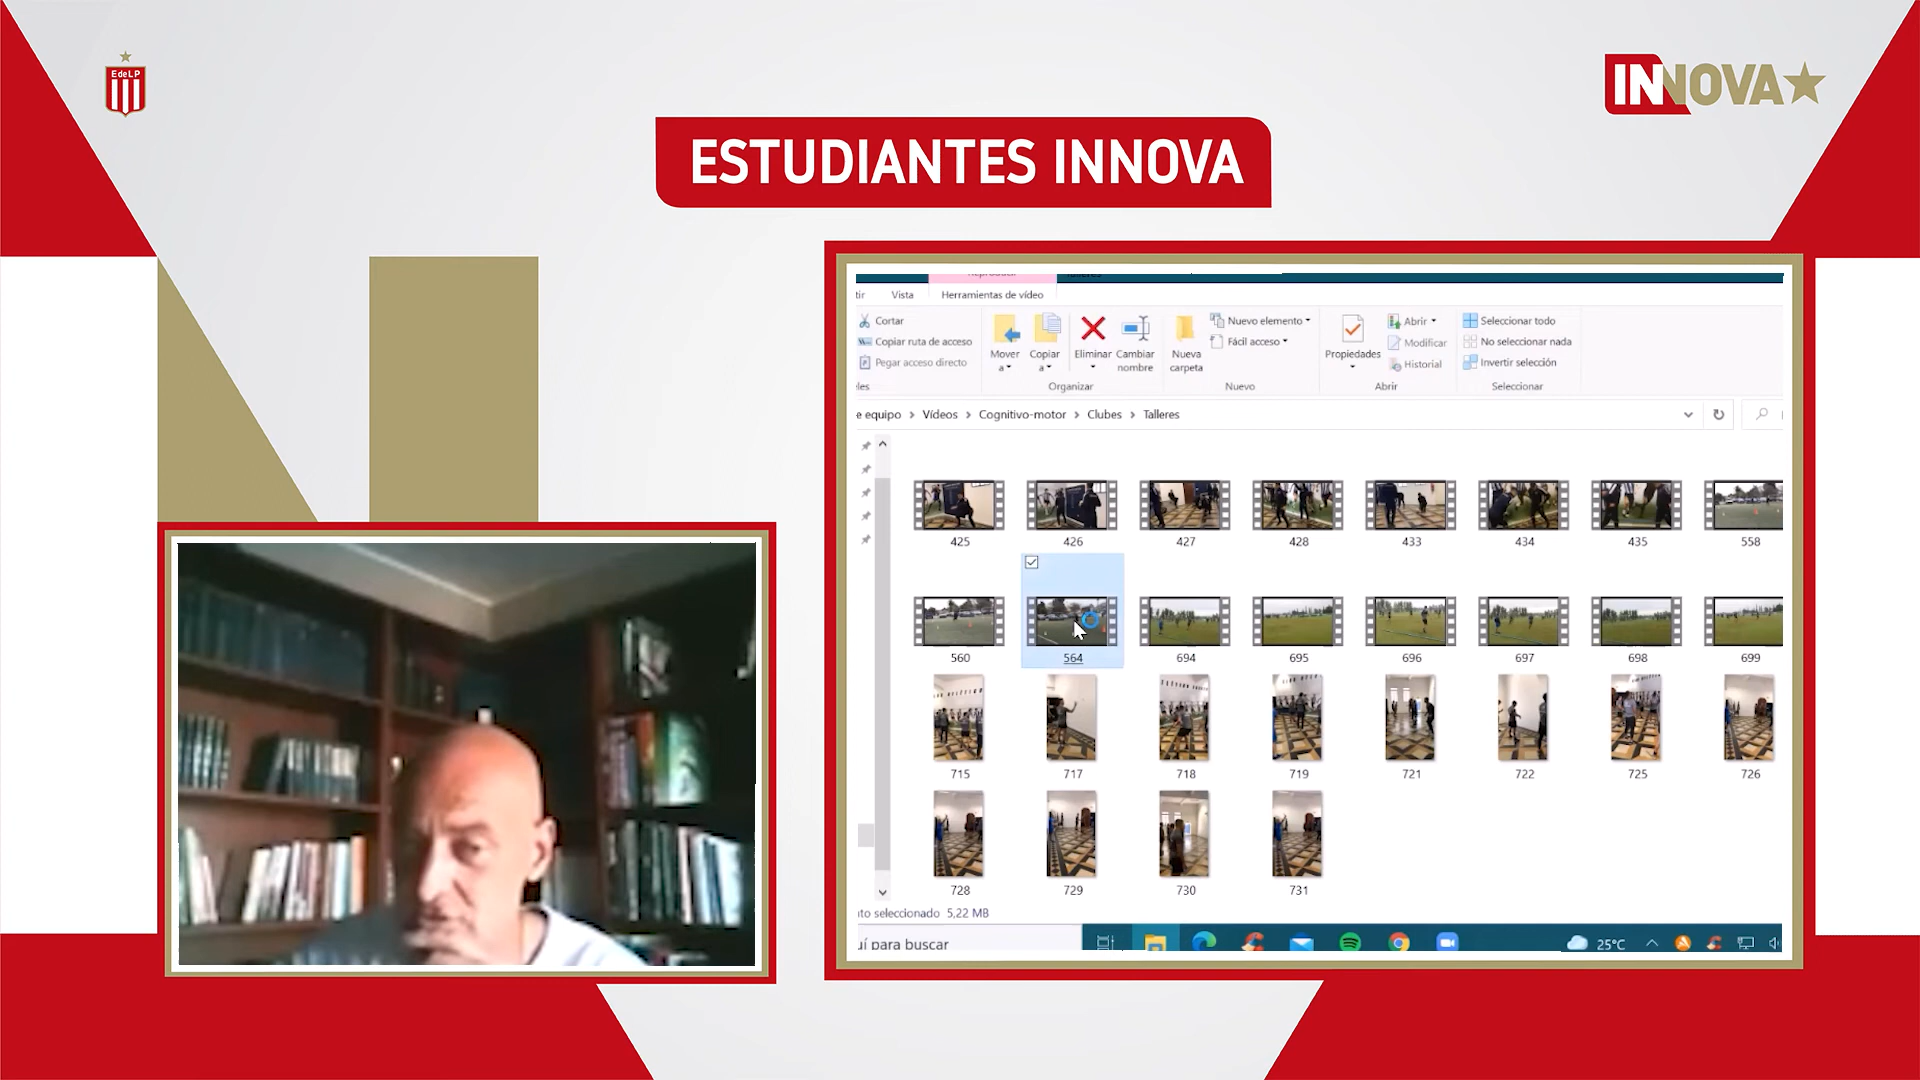 EdeLP
INNOVA
ESTUDIANTES INNOVA
Reproducir
Talleres
tir
Vista
Herramientas de vídeo
Cortar
Copiar ruta de acceso
Pegar acceso directo
Mover a
Copiar a
Eliminar
Cambiar nombre
Organizar
Nueva carpeta
Nuevo elemento
Fácil acceso
Nuevo
Propiedades
Abrir
Modificar
Historial
Abrir
Seleccionar todo
No seleccionar nada
Invertir selección
Seleccionar
e equipo > Vídeos > Cognitivo-motor > Clubes > Talleres
425 426 427 428 433 434 435 558
560 564 694 695 696 697 698 699
715 717 718 719 721 722 725 726
728 729 730 731
to seleccionado 5,22 MB
uí para buscar
25°C